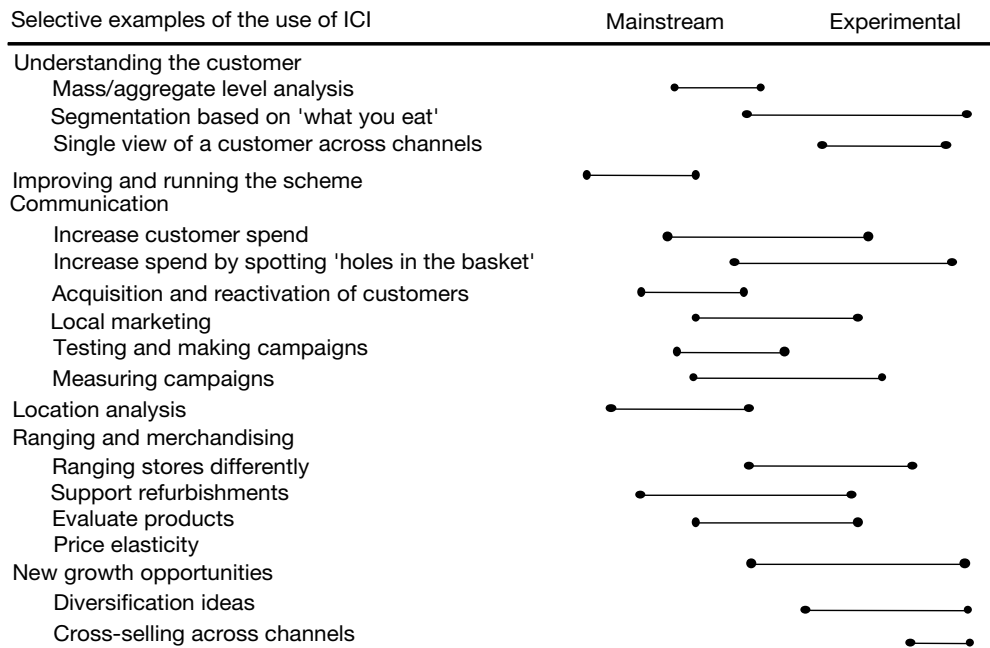 Selective examples of the use of ICI Mainstream Experimental
Understanding the customer
Mass/aggregate level analysis
Segmentation based on 'what you eat'
Single view of a customer across channels
Improving and running the scheme
Communication
Increase customer spend
Increase spend by spotting 'holes in the basket'
Acquisition and reactivation of customers
Local marketing
Testing and making campaigns
Measuring campaigns
Location analysis
Ranging and merchandising
Ranging stores differently
Support refurbishments
Evaluate products
Price elasticity
New growth opportunities
Diversification ideas
Cross-selling across channels